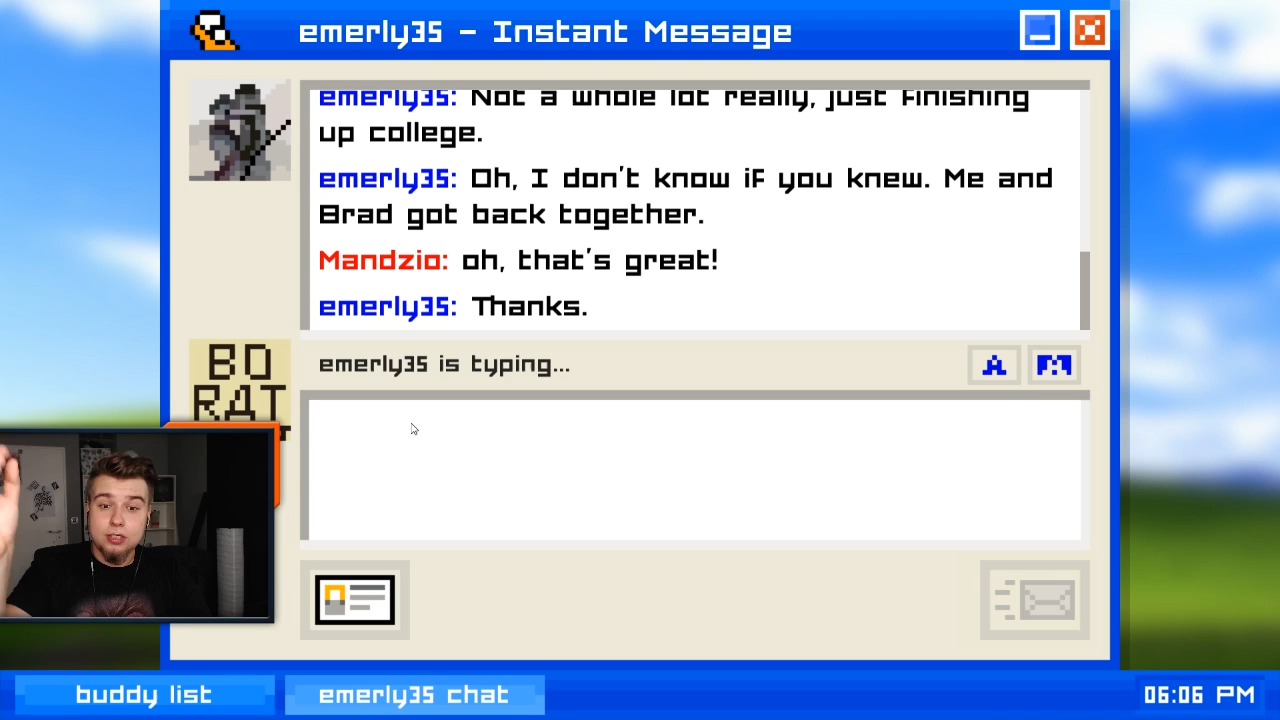 emerly35 - Instant Message
emerly35: Not a whole lot really, just finishing
up college.
emerly35: Oh, I don't know if you knew. Me and
Brad got back together.
Mandzio: oh, that's great!
emerly35: Thanks.
BO
RAT
emerly35 is typing...
A
buddy list
emerly35 chat
06:06 PM